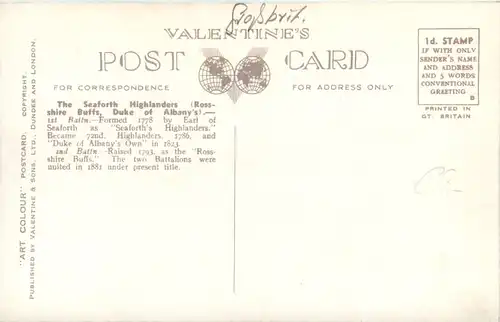 Großbrit.
VALENTINE'S
POST CARD
FOR CORRESPONDENCE
FOR ADDRESS ONLY
1d. STAMP
IF WITH ONLY
SENDER'S NAME
AND ADDRESS
AND 5 WORDS
CONVENTIONAL
GREETING
B
PRINTED IN
GT. BRITAIN
The Seaforth Highlanders (Ross-
shire Buffs, Duke of Albany's).—
1st Battn.—Formed 1778 by Earl of
Seaforth as "Seaforth's Highlanders."
Became 72nd. Highlanders, 1786, and
"Duke of Albany's Own" in 1823.
2nd Battn—Raised 1793, as the "Ross-
shire Buffs." The two Battalions were
united in 1881 under present title.
"ART COLOUR" POSTCARD. COPYRIGHT.
PUBLISHED BY VALENTINE & SONS, LTD., DUNDEE AND LONDON.